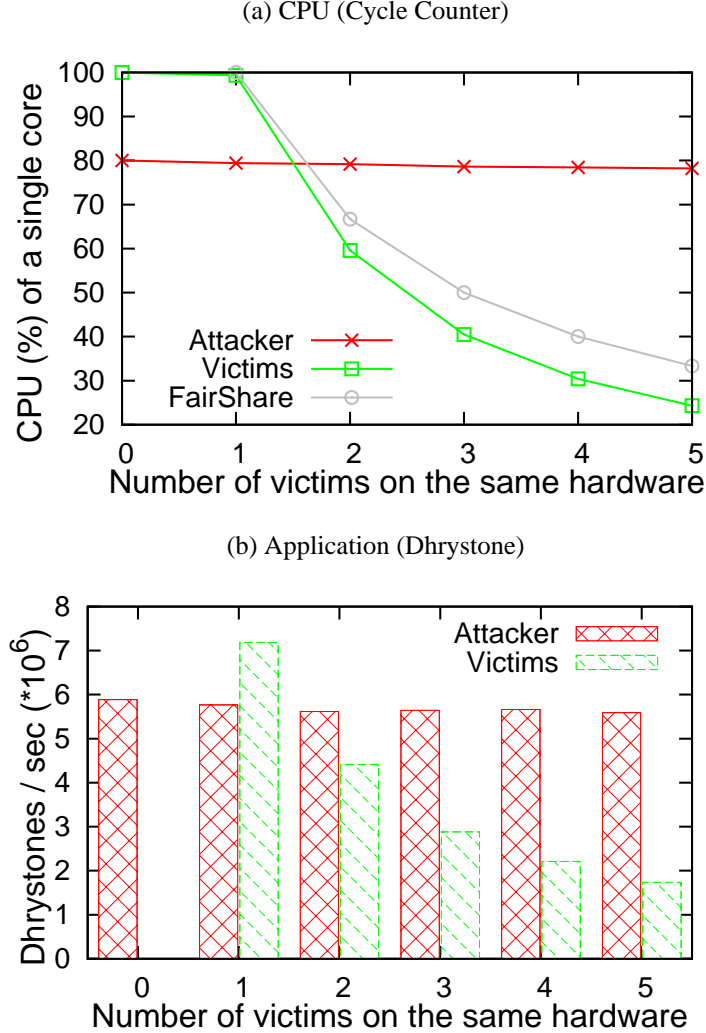 (a) CPU (Cycle Counter)
CPU (%) of a single core
100
90
80
70
60
50
40
30
20
Attacker
Victims
FairShare
0 1 2 3 4 5
Number of victims on the same hardware
(b) Application (Dhrystone)
Dhrystones / sec (*10^6)
8
7
6
5
4
3
2
1
0
Attacker
Victims
0 1 2 3 4 5
Number of victims on the same hardware